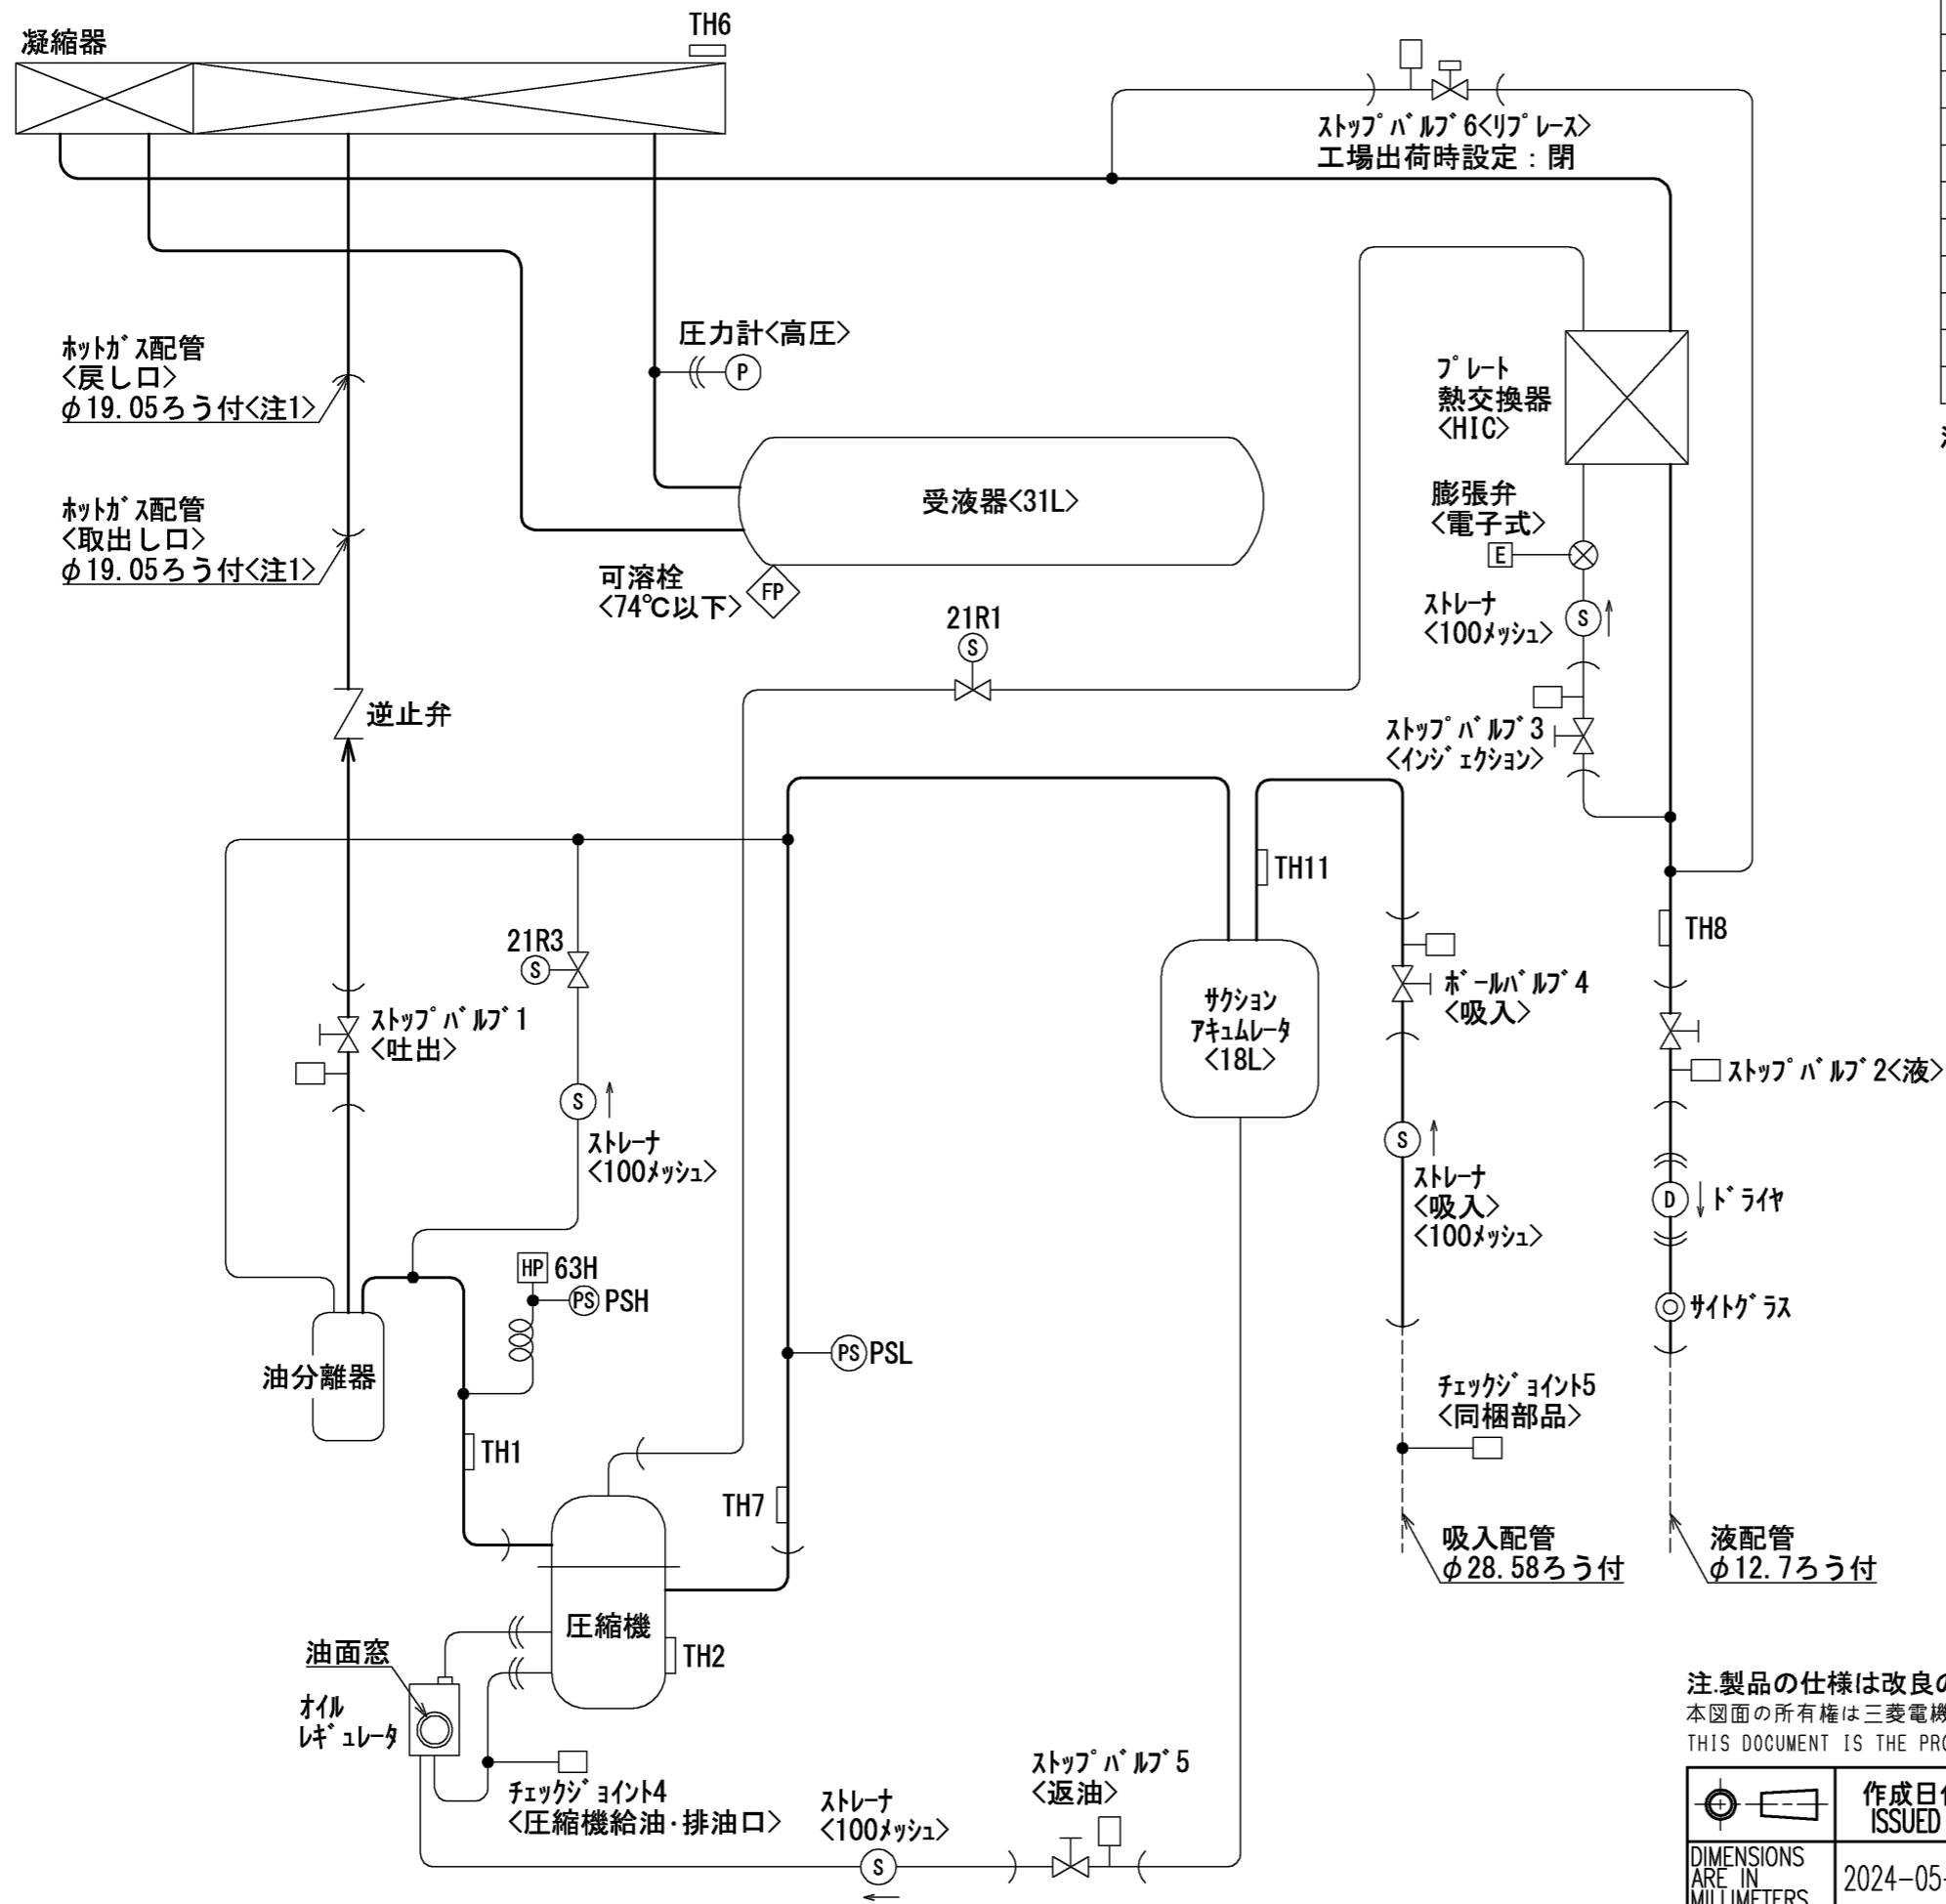 TH6
凝縮器
ストップバルブ6<リプレース>
工場出荷時設定:閉
ホットガス配管
<戻し口>
φ19.05ろう付<注1>
圧力計<高圧>
P
プレート
熱交換器
<HIC>
受液器<31L>
膨張弁
<電子式>
E
ホットガス配管
<取出し口>
φ19.05ろう付<注1>
可溶栓
<74℃以下>
FP
21R1
S
ストレーナ
<100メッシュ>
S
逆止弁
ストップバルブ3
<インジェクション>
TH11
TH8
21R3
S
ボールバルブ4
<吸入>
サクション
アキュムレータ
<18L>
ストップバルブ1
<吐出>
ストップバルブ2<液>
S
ストレーナ
<100メッシュ>
S
ストレーナ
<吸入>
<100メッシュ>
D
ドライヤ
HP 63H
PS PSH
サイトグラス
油分離器
PS PSL
チェックジョイント5
<同梱部品>
TH1
TH7
吸入配管
φ28.58ろう付
液配管
φ12.7ろう付
圧縮機
TH2
油面窓
オイル
レギュレータ
チェックジョイント4
<圧縮機給油・排油口>
ストレーナ
<100メッシュ>
S
ストップバルブ5
<返油>
注.製品の仕様は改良の
本図面の所有権は三菱電機
THIS DOCUMENT IS THE PRO
作成日付
ISSUED
DIMENSIONS
ARE IN
MILLIMETERS
2024-05-